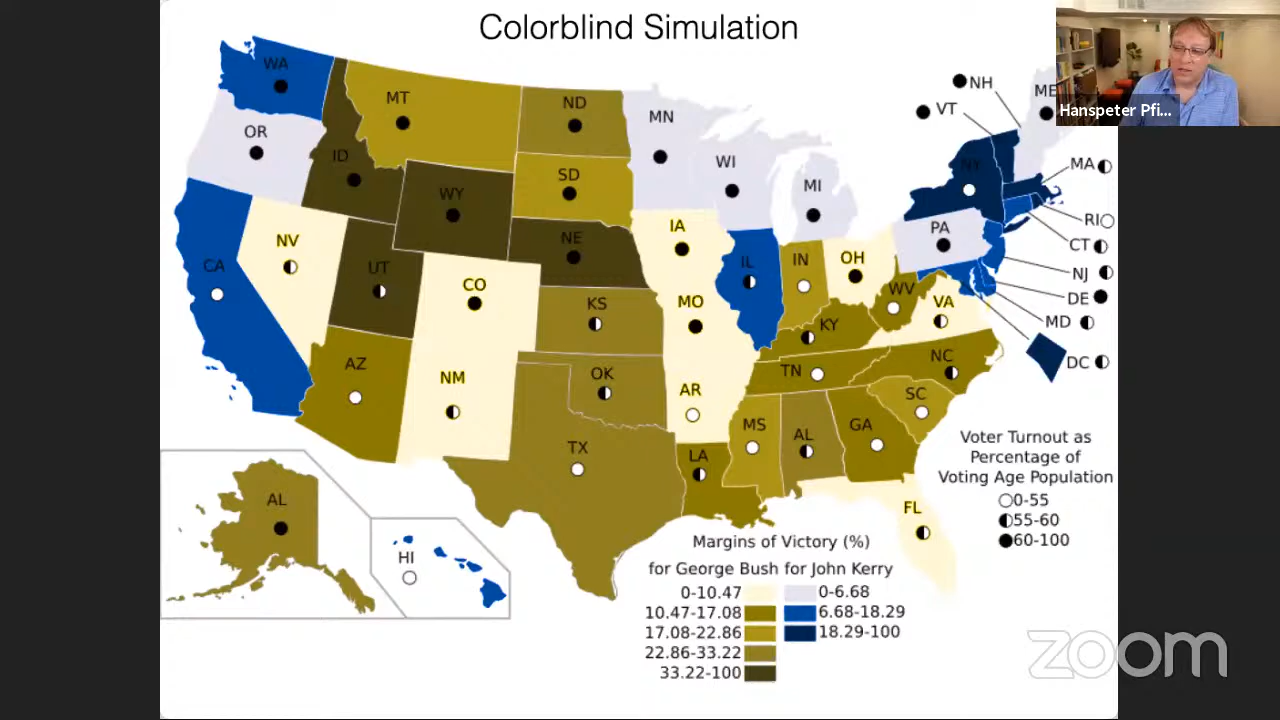 Colorblind Simulation
Hanspeter Pfi...
WA
OR
CA
NV
ID
MT
WY
UT
AZ
CO
NM
ND
SD
NE
KS
OK
TX
MN
IA
MO
AR
LA
WI
IL
MI
IN
OH
KY
TN
MS
AL
GA
WV
VA
NC
SC
FL
PA
NY
VT
NH
ME
MA
RI
CT
NJ
DE
MD
DC
AL
HI
Voter Turnout as
Percentage of
Voting Age Population
0-55
55-60
60-100
Margins of Victory (%)
for George Bush for John Kerry
0-10.47 0-6.68
10.47-17.08 6.68-18.29
17.08-22.86 18.29-100
22.86-33.22
33.22-100
zoom